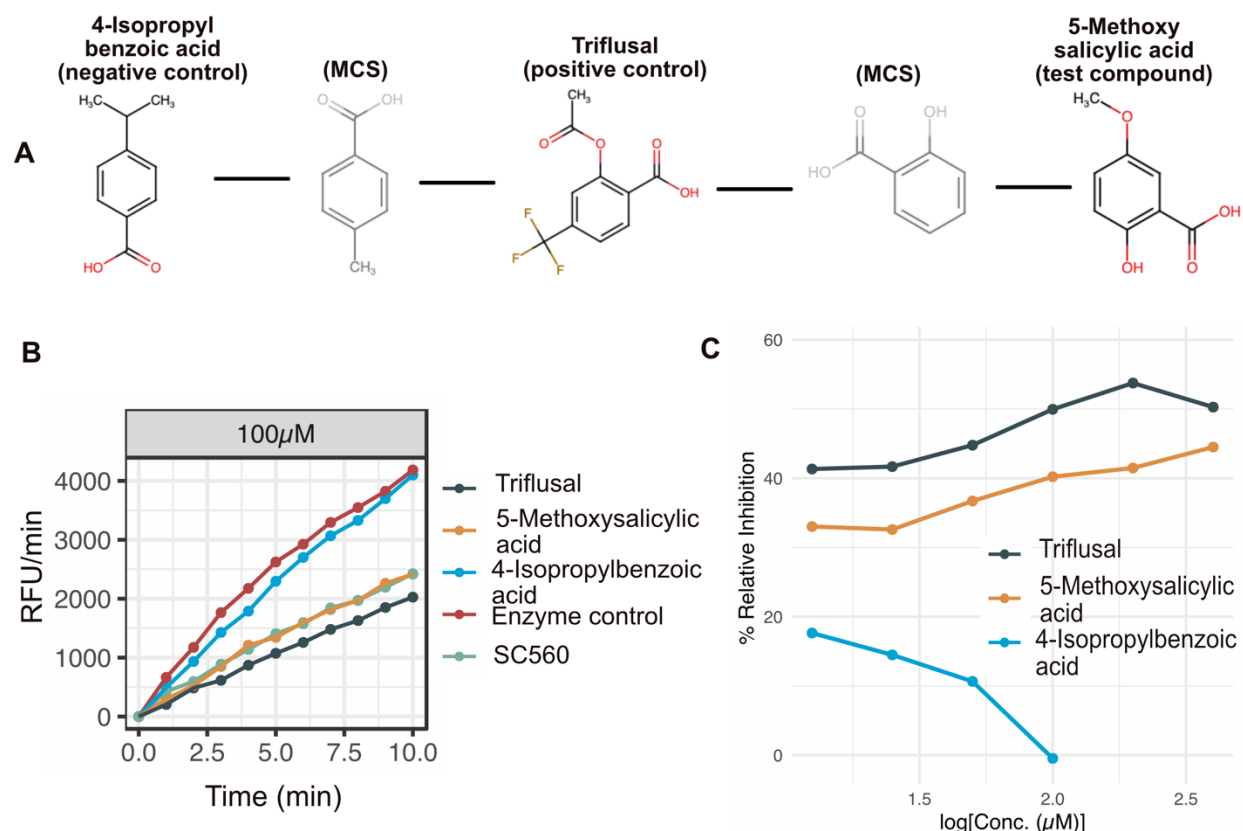 4-Isopropyl
benzoic acid
(negative control)
(MCS)
Triflusal
(positive control)
(MCS)
5-Methoxy
salicylic acid
(test compound)
A
H₃C
CH₃
HO
O
O
OH
CH₃
CH₃
O
O
O
OH
F
F
F
O
OH
HO
H₃C
O
OH
OH
O
B
100µM
RFU/min
4000
3000
2000
1000
0
0.0
2.5
5.0
7.5
10.0
Time (min)
Triflusal
5-Methoxysalicylic
acid
4-Isopropylbenzoic
acid
Enzyme control
SC560
C
% Relative Inhibition
60
40
20
0
1.5
2.0
2.5
log[Conc. (µM)]
Triflusal
5-Methoxysalicylic
acid
4-Isopropylbenzoic
acid